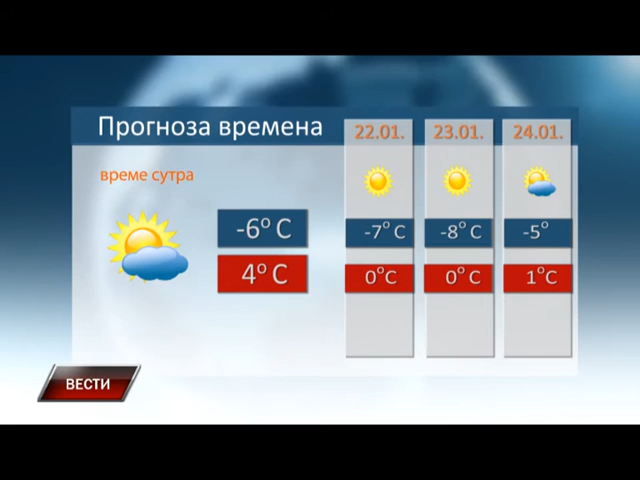 Прогноза времена
време сутра
-6° C
4° C
22.01.
-7° C
0°C
23.01.
-8° C
0° C
24.01.
-5°
1°C
ВЕСТИ